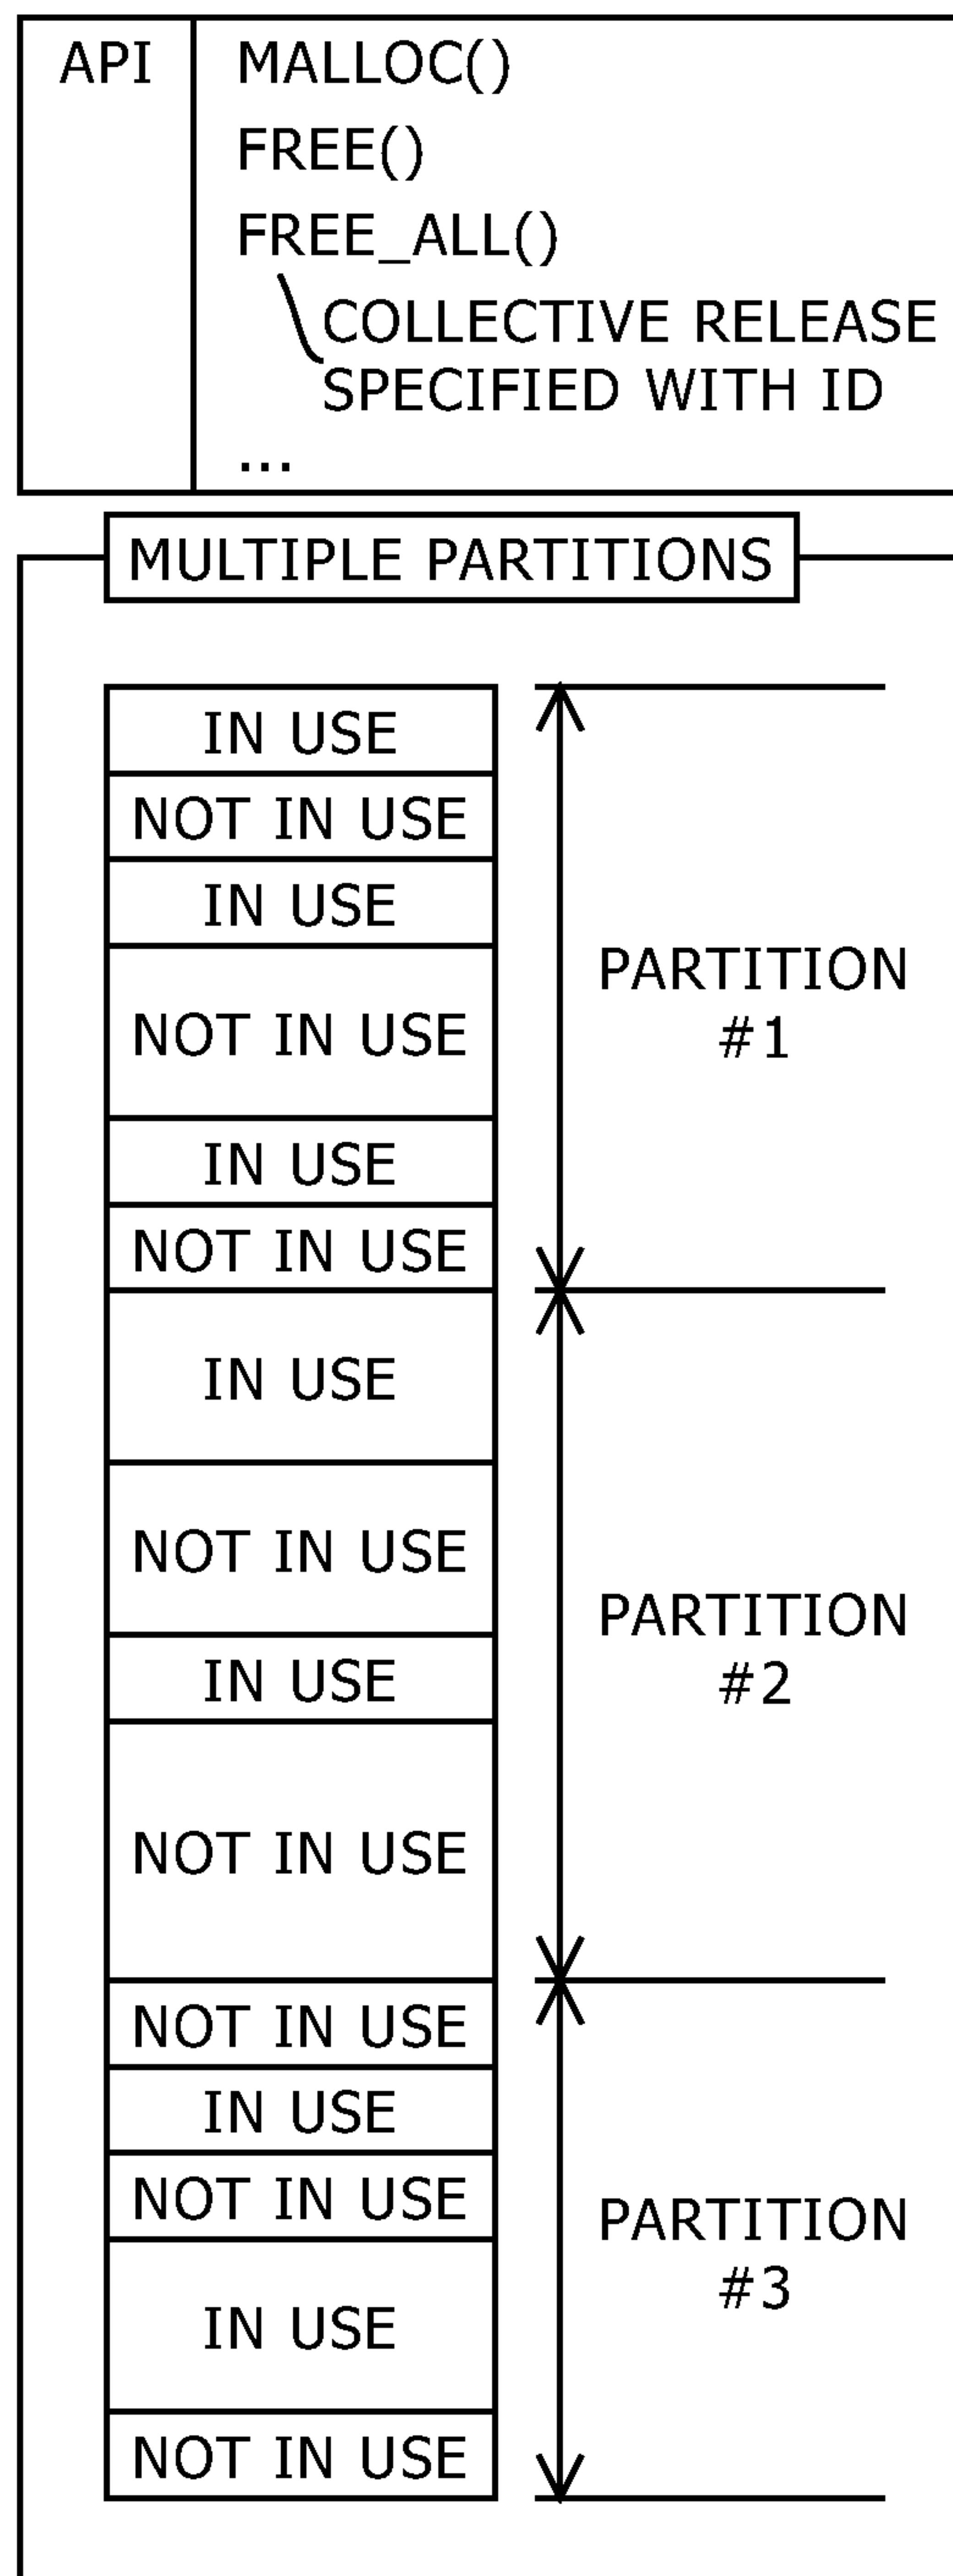 API
MALLOC()
FREE()
FREE_ALL()
COLLECTIVE RELEASE
SPECIFIED WITH ID
...
MULTIPLE PARTITIONS
IN USE
NOT IN USE
IN USE
NOT IN USE
IN USE
NOT IN USE
PARTITION
#1
IN USE
NOT IN USE
IN USE
NOT IN USE
PARTITION
#2
NOT IN USE
IN USE
NOT IN USE
IN USE
NOT IN USE
PARTITION
#3